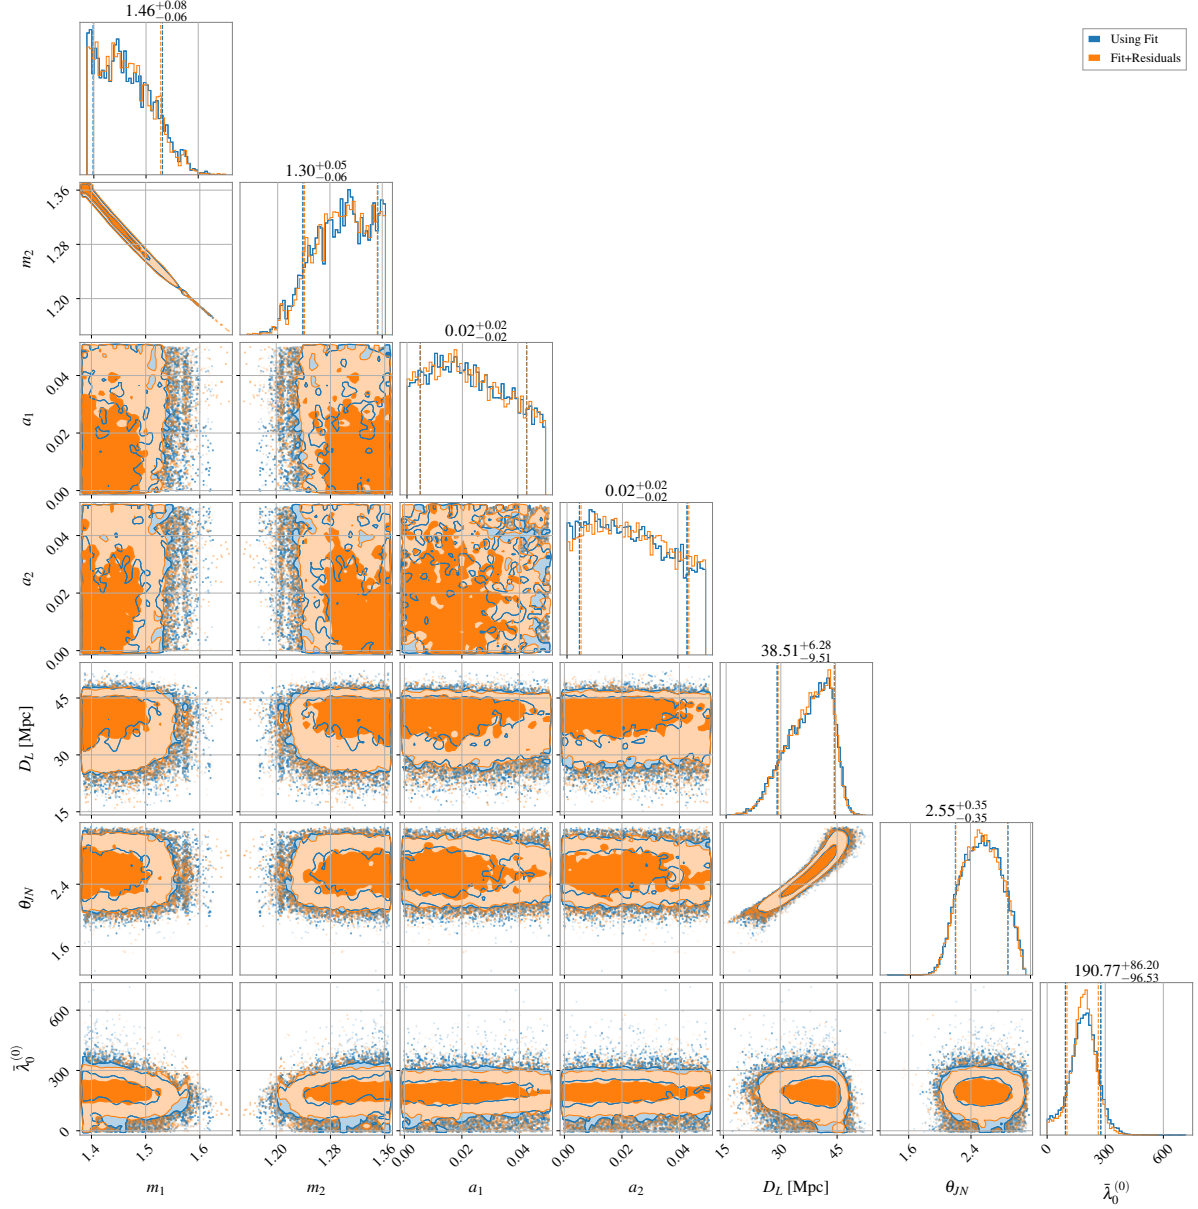 1.46+0.08−0.06
Using Fit
Fit+Residuals
1.30+0.05−0.06
1.36
1.28
1.20
m2
0.02+0.02−0.02
0.04
0.02
0.00
a1
0.02+0.02−0.02
0.04
0.02
0.00
a2
38.51+6.28−9.51
45
30
15
DL [Mpc]
2.55+0.35−0.35
2.4
1.6
θJN
190.77+86.20−96.53
600
300
0
λ̄0(0)
1.4 1.5 1.6 1.20 1.28 1.36 0.00 0.02 0.04 0.00 0.02 0.04 15 30 45 1.6 2.4 0 300 600
m1 m2 a1 a2 DL [Mpc] θJN λ̄0(0)